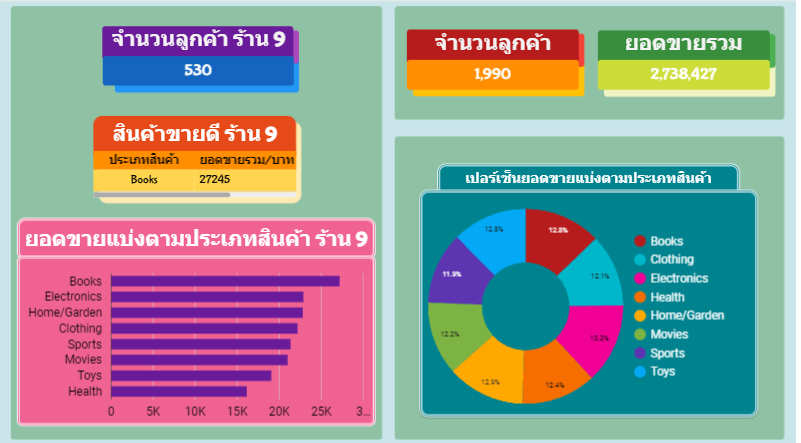 จำนวนลูกค้า ร้าน 9
530
สินค้าขายดี ร้าน 9
ประเภทสินค้า ยอดขายรวม/บาท
Books 27245
ยอดขายแบ่งตามประเภทสินค้า ร้าน 9
Books
Electronics
Home/Garden
Clothing
Sports
Movies
Toys
Health
0 5K 10K 15K 20K 25K 3...
จำนวนลูกค้า
1,990
ยอดขายรวม
2,738,427
เปอร์เซ็นยอดขายแบ่งตามประเภทสินค้า
12.8%
12.1%
13.3%
12.4%
12.9%
12.2%
11.9%
12.5%
Books
Clothing
Electronics
Health
Home/Garden
Movies
Sports
Toys